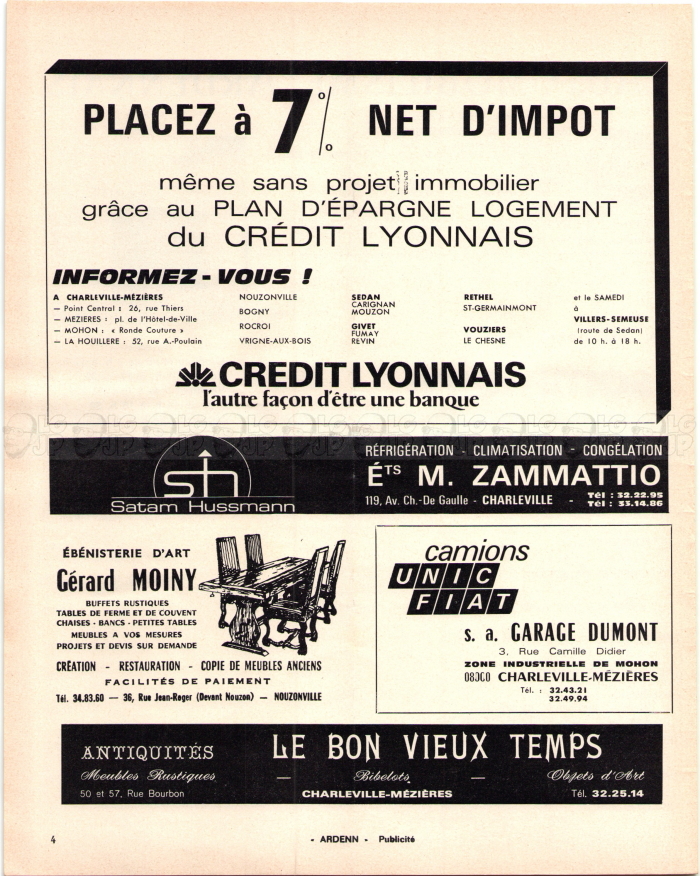 PLACEZ à 7% NET D'IMPOT
même sans projet immobilier
grâce au PLAN D'ÉPARGNE LOGEMENT
du CRÉDIT LYONNAIS
INFORMEZ-VOUS !
A CHARLEVILLE-MÉZIÈRES
— Point Central : 26, rue Thiers
— MEZIERES : pl. de l'Hôtel-de-Ville
— MOHON : « Ronde Couture »
— LA HOUILLERE : 52, rue A.-Poulain
NOUZONVILLE
BOGNY
ROCROI
VRIGNE-AUX-BOIS
SEDAN
CARIGNAN
MOUZON
GIVET
FUMAY
REVIN
RETHEL
ST-GERMAINMONT
VOUZIERS
LE CHESNE
et le SAMEDI
à
VILLERS-SEMEUSE
(route de Sedan)
de 10 h. à 18 h.
CREDIT LYONNAIS
l'autre façon d'être une banque
sh
Satam Hussmann
RÉFRIGÉRATION - CLIMATISATION - CONGÉLATION
ÉTS M. ZAMMATTIO
119, Av. Ch.-De Gaulle - CHARLEVILLE - Tél : 32.22.95
Tél : 33.14.86
ÉBÉNISTERIE D'ART
Gérard MOINY
BUFFETS RUSTIQUES
TABLES DE FERME ET DE COUVENT
CHAISES - BANCS - PETITES TABLES
MEUBLES A VOS MESURES
PROJETS ET DEVIS SUR DEMANDE
CRÉATION - RESTAURATION - COPIE DE MEUBLES ANCIENS
FACILITÉS DE PAIEMENT
Tél. 34.83.60 — 36, Rue Jean-Roger (Devant Nouzon) — NOUZONVILLE
camions
UNIC
FIAT
s. a. GARAGE DUMONT
3, Rue Camille Didier
ZONE INDUSTRIELLE DE MOHON
08000 CHARLEVILLE-MÉZIÈRES
Tél. : 32.43.21
32.49.94
ANTIQUITÉS
LE BON VIEUX TEMPS
Meubles Rustiques — Bibelots — Objets d'Art
50 et 57, Rue Bourbon
CHARLEVILLE-MÉZIÈRES
Tél. 32.25.14
4
- ARDENN - Publicité